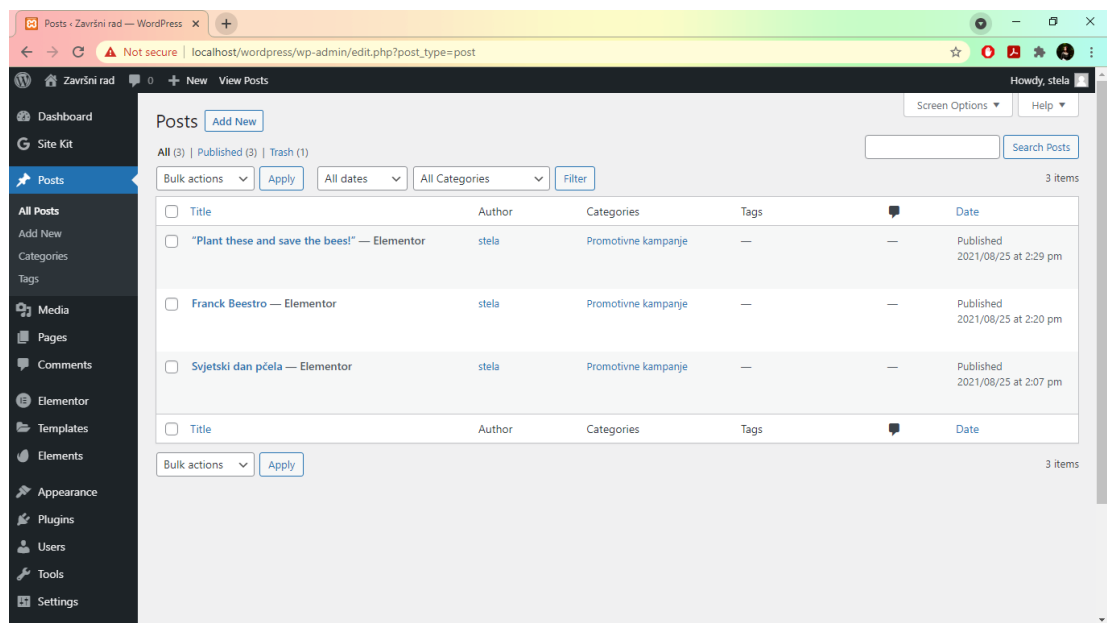 Posts ‹ Završni rad — WordPress
Not secure | localhost/wordpress/wp-admin/edit.php?post_type=post
Završni rad 0 New View Posts Howdy, stela
Screen Options Help
Dashboard
Site Kit
Posts
All Posts
Add New
Categories
Tags
Media
Pages
Comments
Elementor
Templates
Elements
Appearance
Plugins
Users
Tools
Settings
Posts Add New
All (3) | Published (3) | Trash (1)
Search Posts
Bulk actions Apply All dates All Categories Filter 3 items
Title Author Categories Tags Date
“Plant these and save the bees!” — Elementor stela Promotivne kampanje — — Published
2021/08/25 at 2:29 pm
Franck Beestro — Elementor stela Promotivne kampanje — — Published
2021/08/25 at 2:20 pm
Svjetski dan pčela — Elementor stela Promotivne kampanje — — Published
2021/08/25 at 2:07 pm
Title Author Categories Tags Date
Bulk actions Apply 3 items